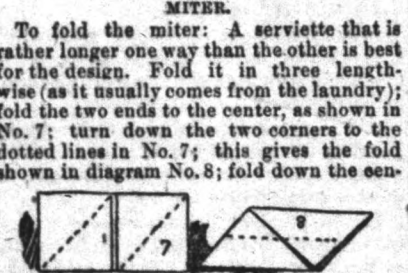 MITER.
To fold the miter: A serviette that is
rather longer one way than the other is best
for the design. Fold it in three length-
wise (as it usually comes from the laundry);
fold the two ends to the center, as shown in
No. 7; turn down the two corners to the
dotted lines in No. 7; this gives the fold
shown in diagram No. 8; fold down the cen-
7
8